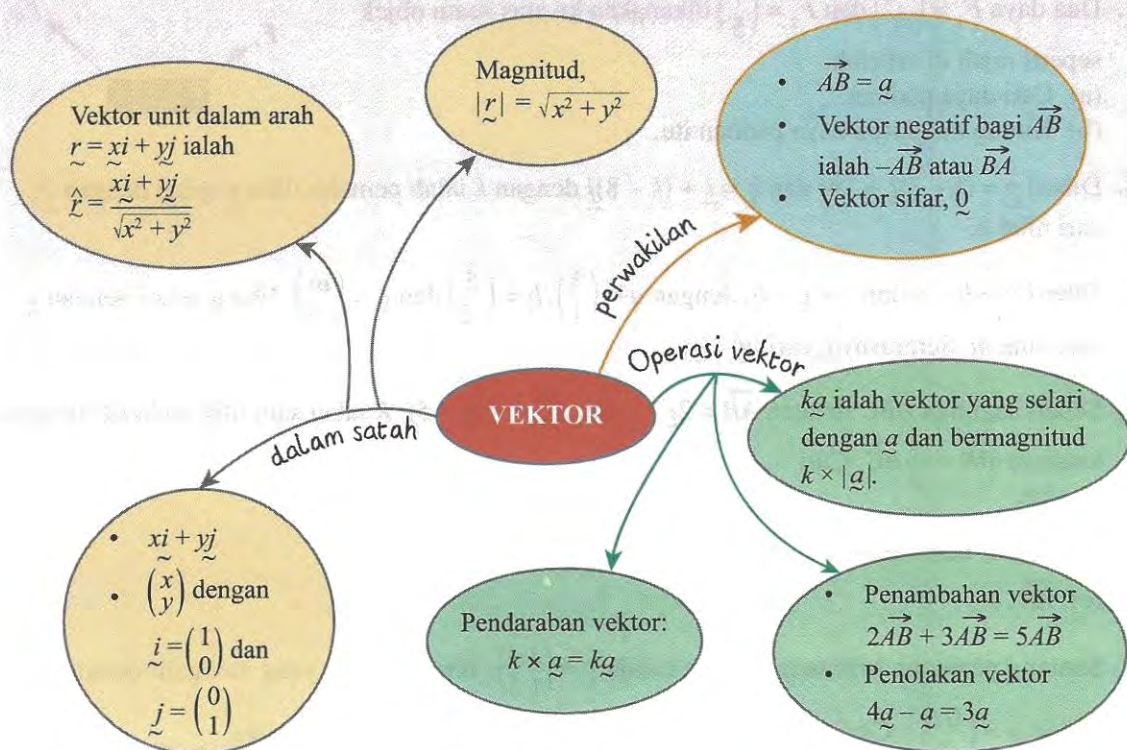 Vektor unit dalam arah
r̰ = xḭ + yj̰ ialah
r̰̂ = (xḭ + yj̰)/√(x² + y²)
Magnitud,
|r̰| = √(x² + y²)
• AB⃗ = a̰
• Vektor negatif bagi AB⃗
ialah –AB⃗ atau BA⃗
• Vektor sifar, 0̰
perwakilan
Operasi vektor
VEKTOR
dalam satah
ka̰ ialah vektor yang selari
dengan a̰ dan bermagnitud
k × |a̰|.
• xḭ + yj̰
• (x y) dengan
ḭ = (1 0) dan
j̰ = (0 1)
Pendaraban vektor:
k × a̰ = ka̰
• Penambahan vektor
2AB⃗ + 3AB⃗ = 5AB⃗
• Penolakan vektor
4a̰ – a̰ = 3a̰